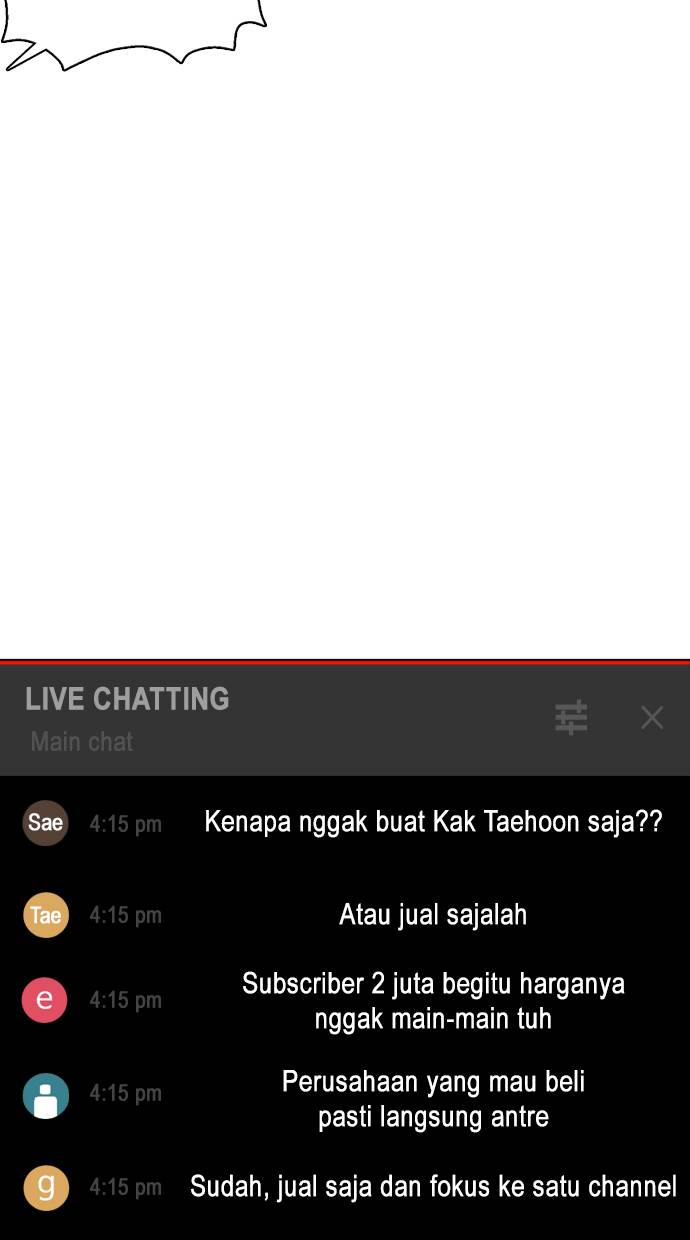 LIVE CHATTING
Main chat
Sae 4:15 pm Kenapa nggak buat Kak Taehoon saja??
Tae 4:15 pm Atau jual sajalah
e 4:15 pm Subscriber 2 juta begitu harganya
nggak main-main tuh
4:15 pm Perusahaan yang mau beli
pasti langsung antre
g 4:15 pm Sudah, jual saja dan fokus ke satu channel